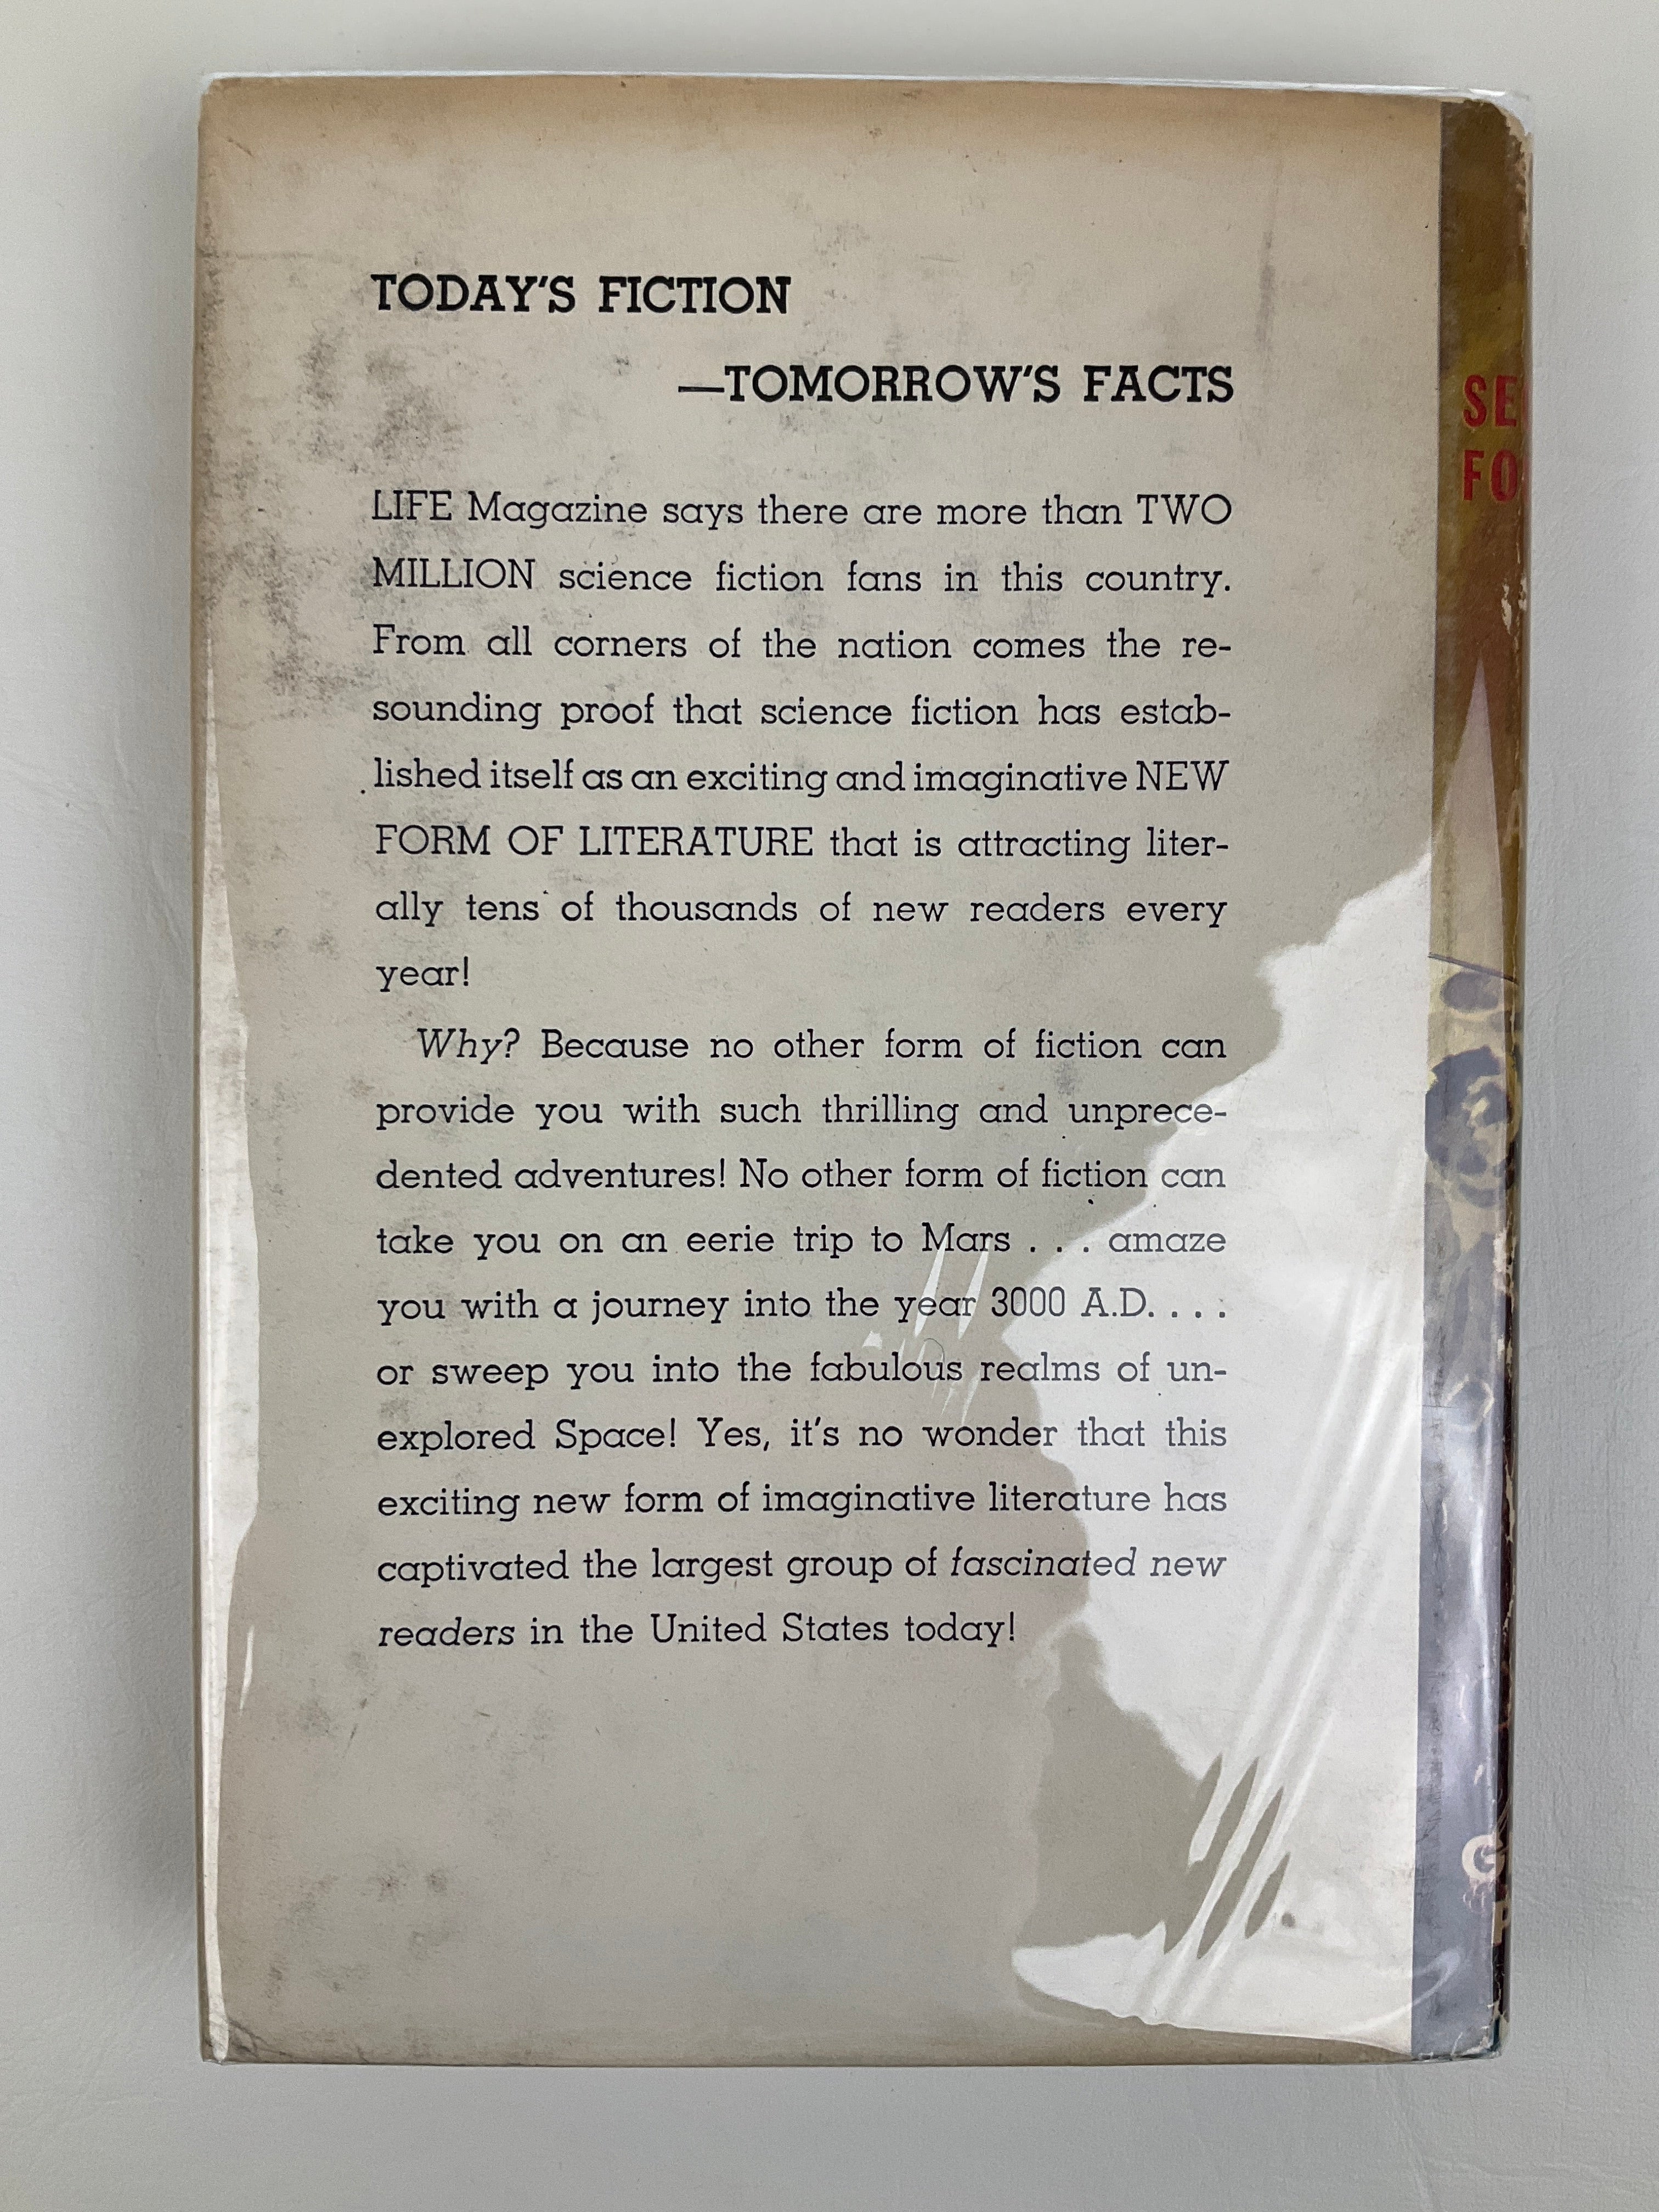 TODAY'S FICTION
—TOMORROW'S FACTS
LIFE Magazine says there are more than TWO
MILLION science fiction fans in this country.
From all corners of the nation comes the re-
sounding proof that science fiction has estab-
lished itself as an exciting and imaginative NEW
FORM OF LITERATURE that is attracting liter-
ally tens of thousands of new readers every
year!
Why? Because no other form of fiction can
provide you with such thrilling and unprece-
dented adventures! No other form of fiction can
take you on an eerie trip to Mars . . . amaze
you with a journey into the year 3000 A.D. . . .
or sweep you into the fabulous realms of un-
explored Space! Yes, it's no wonder that this
exciting new form of imaginative literature has
captivated the largest group of fascinated new
readers in the United States today!